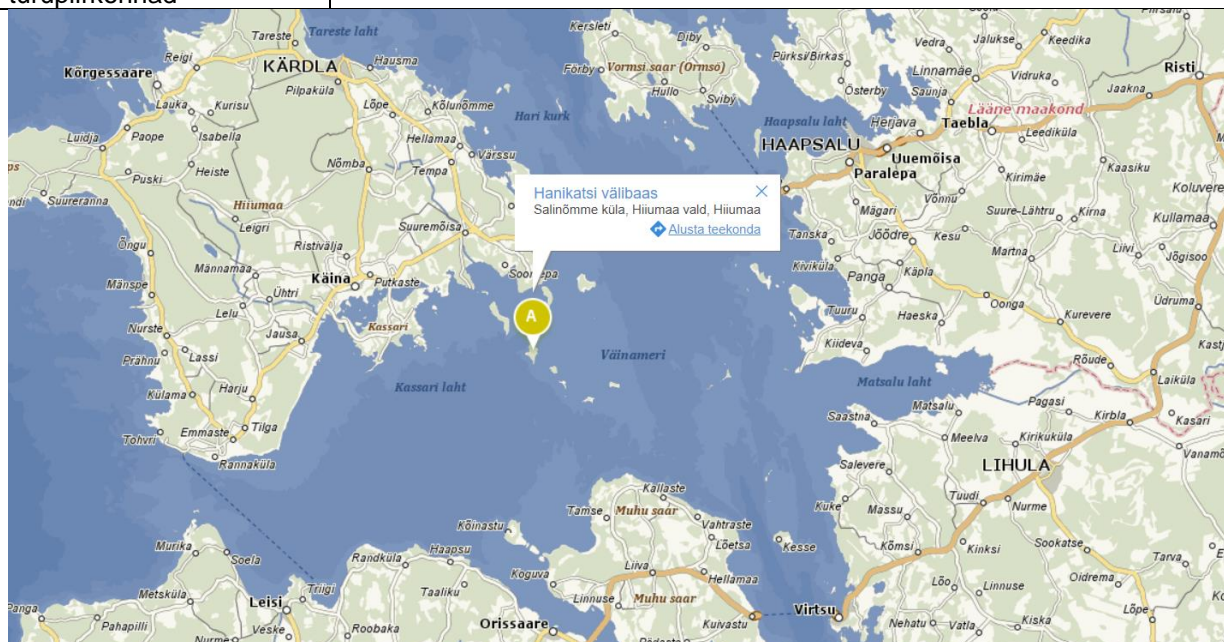 turupiirkonnad
Kersleti
Diby
Tareste
Tareste laht
Vedra
Jalukse
Keedika
Reigi
Hausma
Pürksi/Birkas
Körgessaare
KÄRDLA
Förby
Vormsi saar (Ormsö)
Linnamäe
Vidruka
Risti
Pilpaküla
Hullo
Österby
Saunja
Jaakna
Lauka
Kurisu
Lõpe
Kõlunõmme
Sviby
Lääne maakond
Hari kurk
Haapsalu laht
Herjava
Taebla
Luidja
Paope
Isabella
Hellamaa
Leediküla
Värssu
HAAPSALU
Uuemõisa
Heiste
Nõmba
Tempa
Paralepa
Kirimäe
Kaasiku
Puski
Koluvere
Suureranna
Hiiumaa
Hanikatsi välibaas
Salinõmme küla, Hiiumaa vald, Hiiumaa
Alusta teekonda
Võnnu
Mägari
Suure-Lähtru
Kirna
Kullamaa
Leigri
Suuremõisa
Õngu
Ristivälja
Tanska
Jõõdre
Kesu
Martna
Liivi
Jõgisoo
Männamaa
Käina
Putkaste
Kiviküla
Panga
Käpla
Mänspe
Ühtri
Oonga
Üdruma
Lelu
Kassari
A
Tuuru
Haeska
Kurevere
Nurste
Jausa
Kiideva
Prähnu
Lassi
Väinameri
Rõude
Külama
Harju
Kassari laht
Matsalu laht
Laiküla
Matsalu
Pagasi
Saastna
Kirbla
Kasari
Tohvri
Emmaste
Tilga
Meelva
Kirikuküla
Rannaküla
Salevere
LIHULA
Kallaste
Tamse
Muhu saar
Kuke
Massu
Tuudi
Nurme
Kõinastu
Vahtraste
Murika
Soela
Haapsu
Lõetsa
Kesse
Kõmsi
Kinksi
Sookatse
Tarva
Randküla
Koguva
Liiva
Metsküla
Triigi
Taaliku
Hellamaa
Lõo
Linnuse
Oidrema
Leisi
Linnuse
Muhu saar
Virtsu
Lõpe
Pahapilli
Veske
Roobaka
Orissaare
Kuivastu
Nehatu
Vatla
Kiska